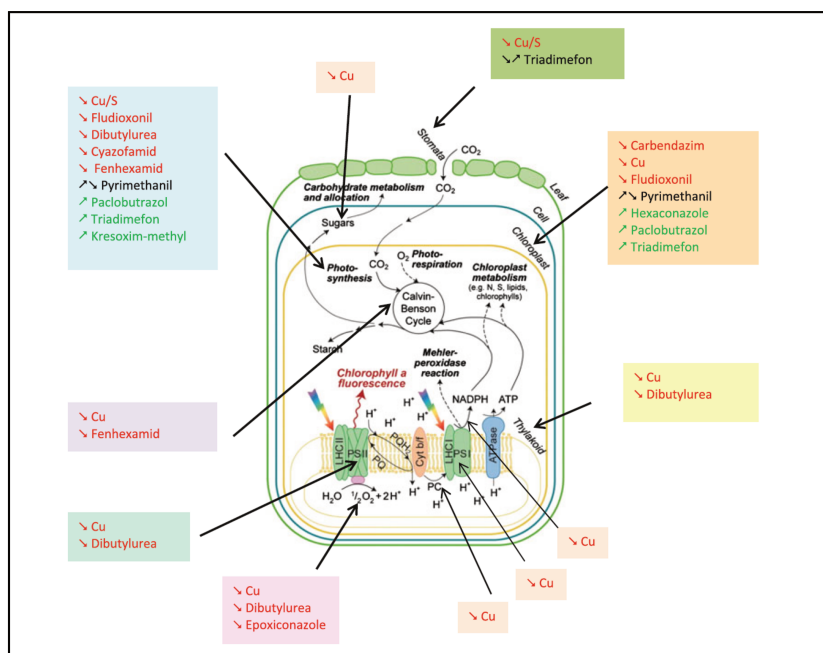 ↘ Cu/S
↘↗ Triadimefon
↘ Cu
↘ Cu/S
↘ Fludioxonil
↘ Dibutylurea
↘ Cyazofamid
↘ Fenhexamid
↗↘ Pyrimethanil
↗ Paclobutrazol
↗ Triadimefon
↗ Kresoxim-methyl
↘ Carbendazim
↘ Cu
↘ Fludioxonil
↗↘ Pyrimethanil
↗ Hexaconazole
↗ Paclobutrazol
↗ Triadimefon
Stomata
CO₂
CO₂
Leaf
Cell
Chloroplast
Carbohydrate metabolism
and allocation
Sugars
Photo-
synthesis
CO₂
O₂
Photo-
respiration
Chloroplast
metabolism
(e.g. N, S, lipids,
chlorophylls)
Calvin-
Benson
Cycle
Starch
Mehler-
peroxidase
reaction
Chlorophyll a
fluorescence
NADPH
ATP
Thylakoid
H⁺
H⁺
H⁺
H⁺
LHCII
PSII
PQ
PQH₂
Cyt b/f
LHCI
PSI
ATPase
H₂O
½O₂ + 2H⁺
H⁺
PC
H⁺
H⁺
H⁺
H⁺
↘ Cu
↘ Dibutylurea
↘ Cu
↘ Fenhexamid
↘ Cu
↘ Dibutylurea
↘ Cu
↘ Dibutylurea
↘ Epoxiconazole
↘ Cu
↘ Cu
↘ Cu